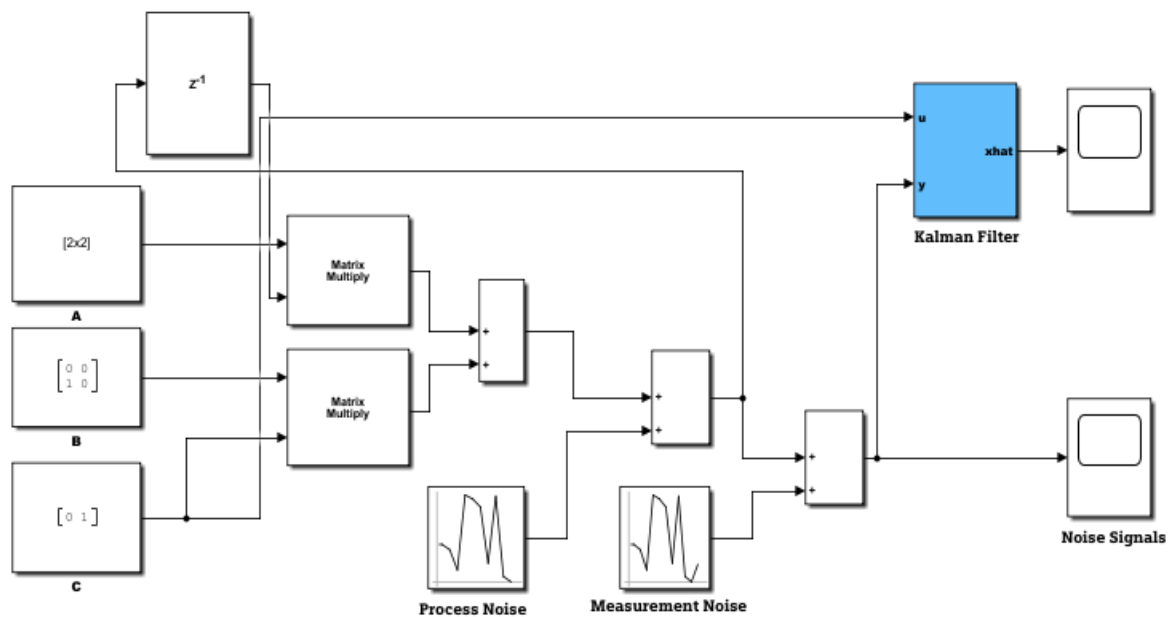 Z-1
u
xhat
y
Kalman Filter
[2x2]
A
Matrix
Multiply
+
+
[0 0
1 0]
B
Matrix
Multiply
+
+
[0 1]
C
+
+
Process Noise
Measurement Noise
Noise Signals